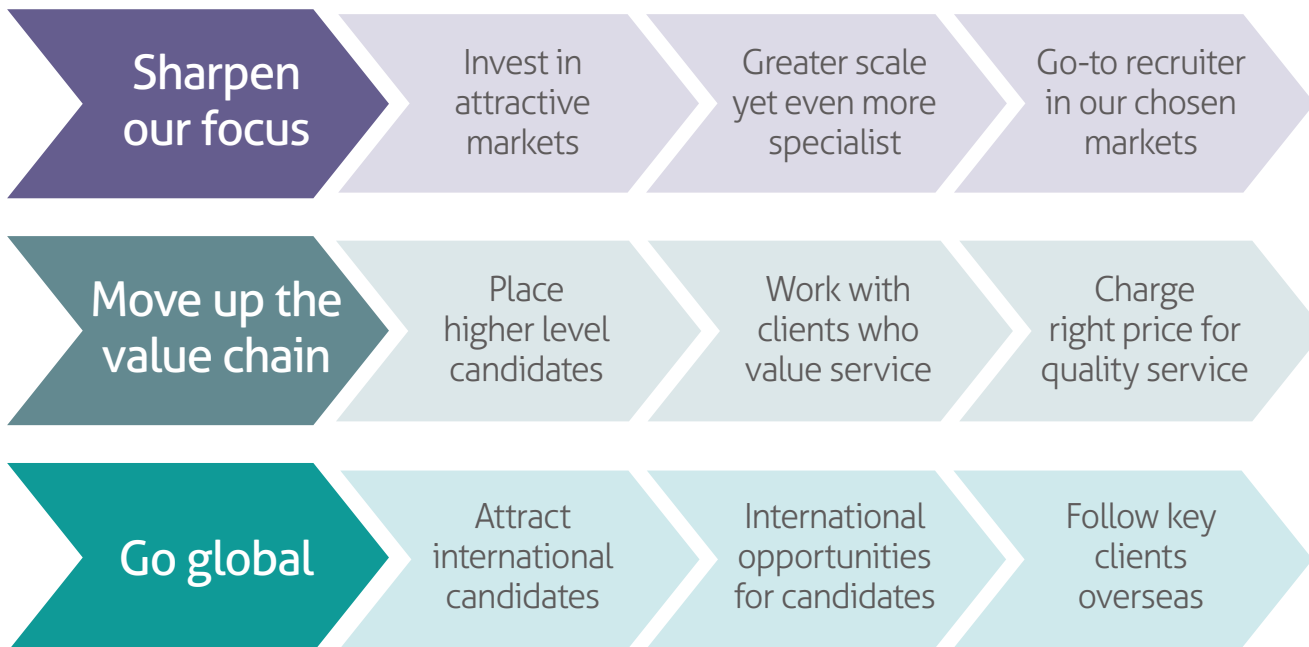 Sharpen
our focus
Invest in
attractive
markets
Greater scale
yet even more
specialist
Go-to recruiter
in our chosen
markets
Move up the
value chain
Place
higher level
candidates
Work with
clients who
value service
Charge
right price for
quality service
Go global
Attract
international
candidates
International
opportunities
for candidates
Follow key
clients
overseas